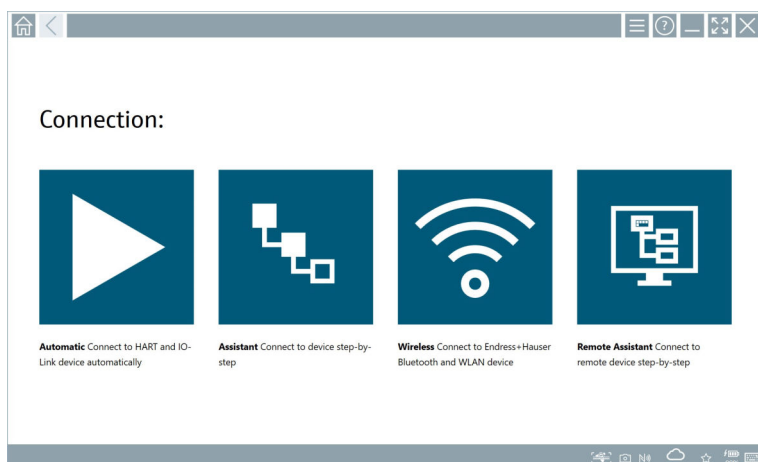 Connection:
Automatic Connect to HART and IO-
Link device automatically
Assistant Connect to device step-by-
step
Wireless Connect to Endress+Hauser
Bluetooth and WLAN device
Remote Assistant Connect to
remote device step-by-step